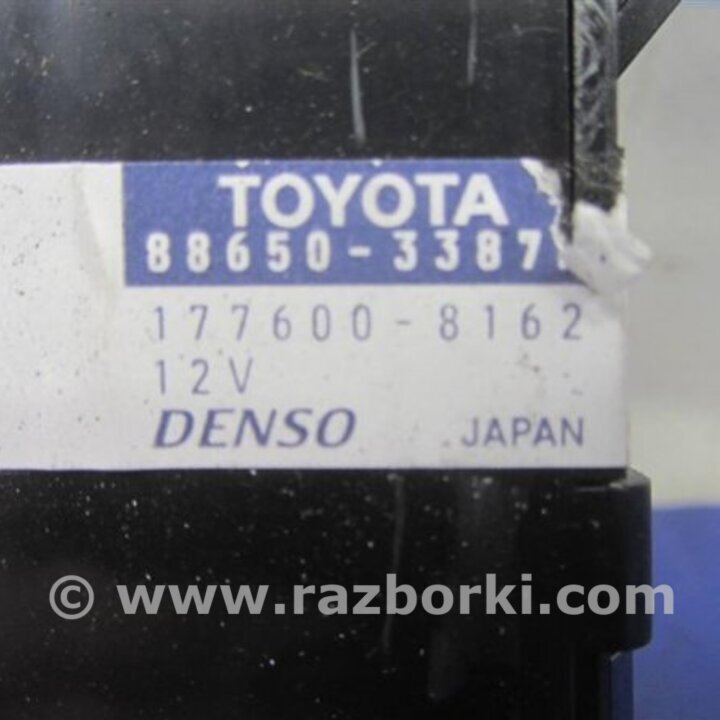 TOYOTA
88650-3387
177600-8162
12V
DENSO JAPAN
© www.razborki.com